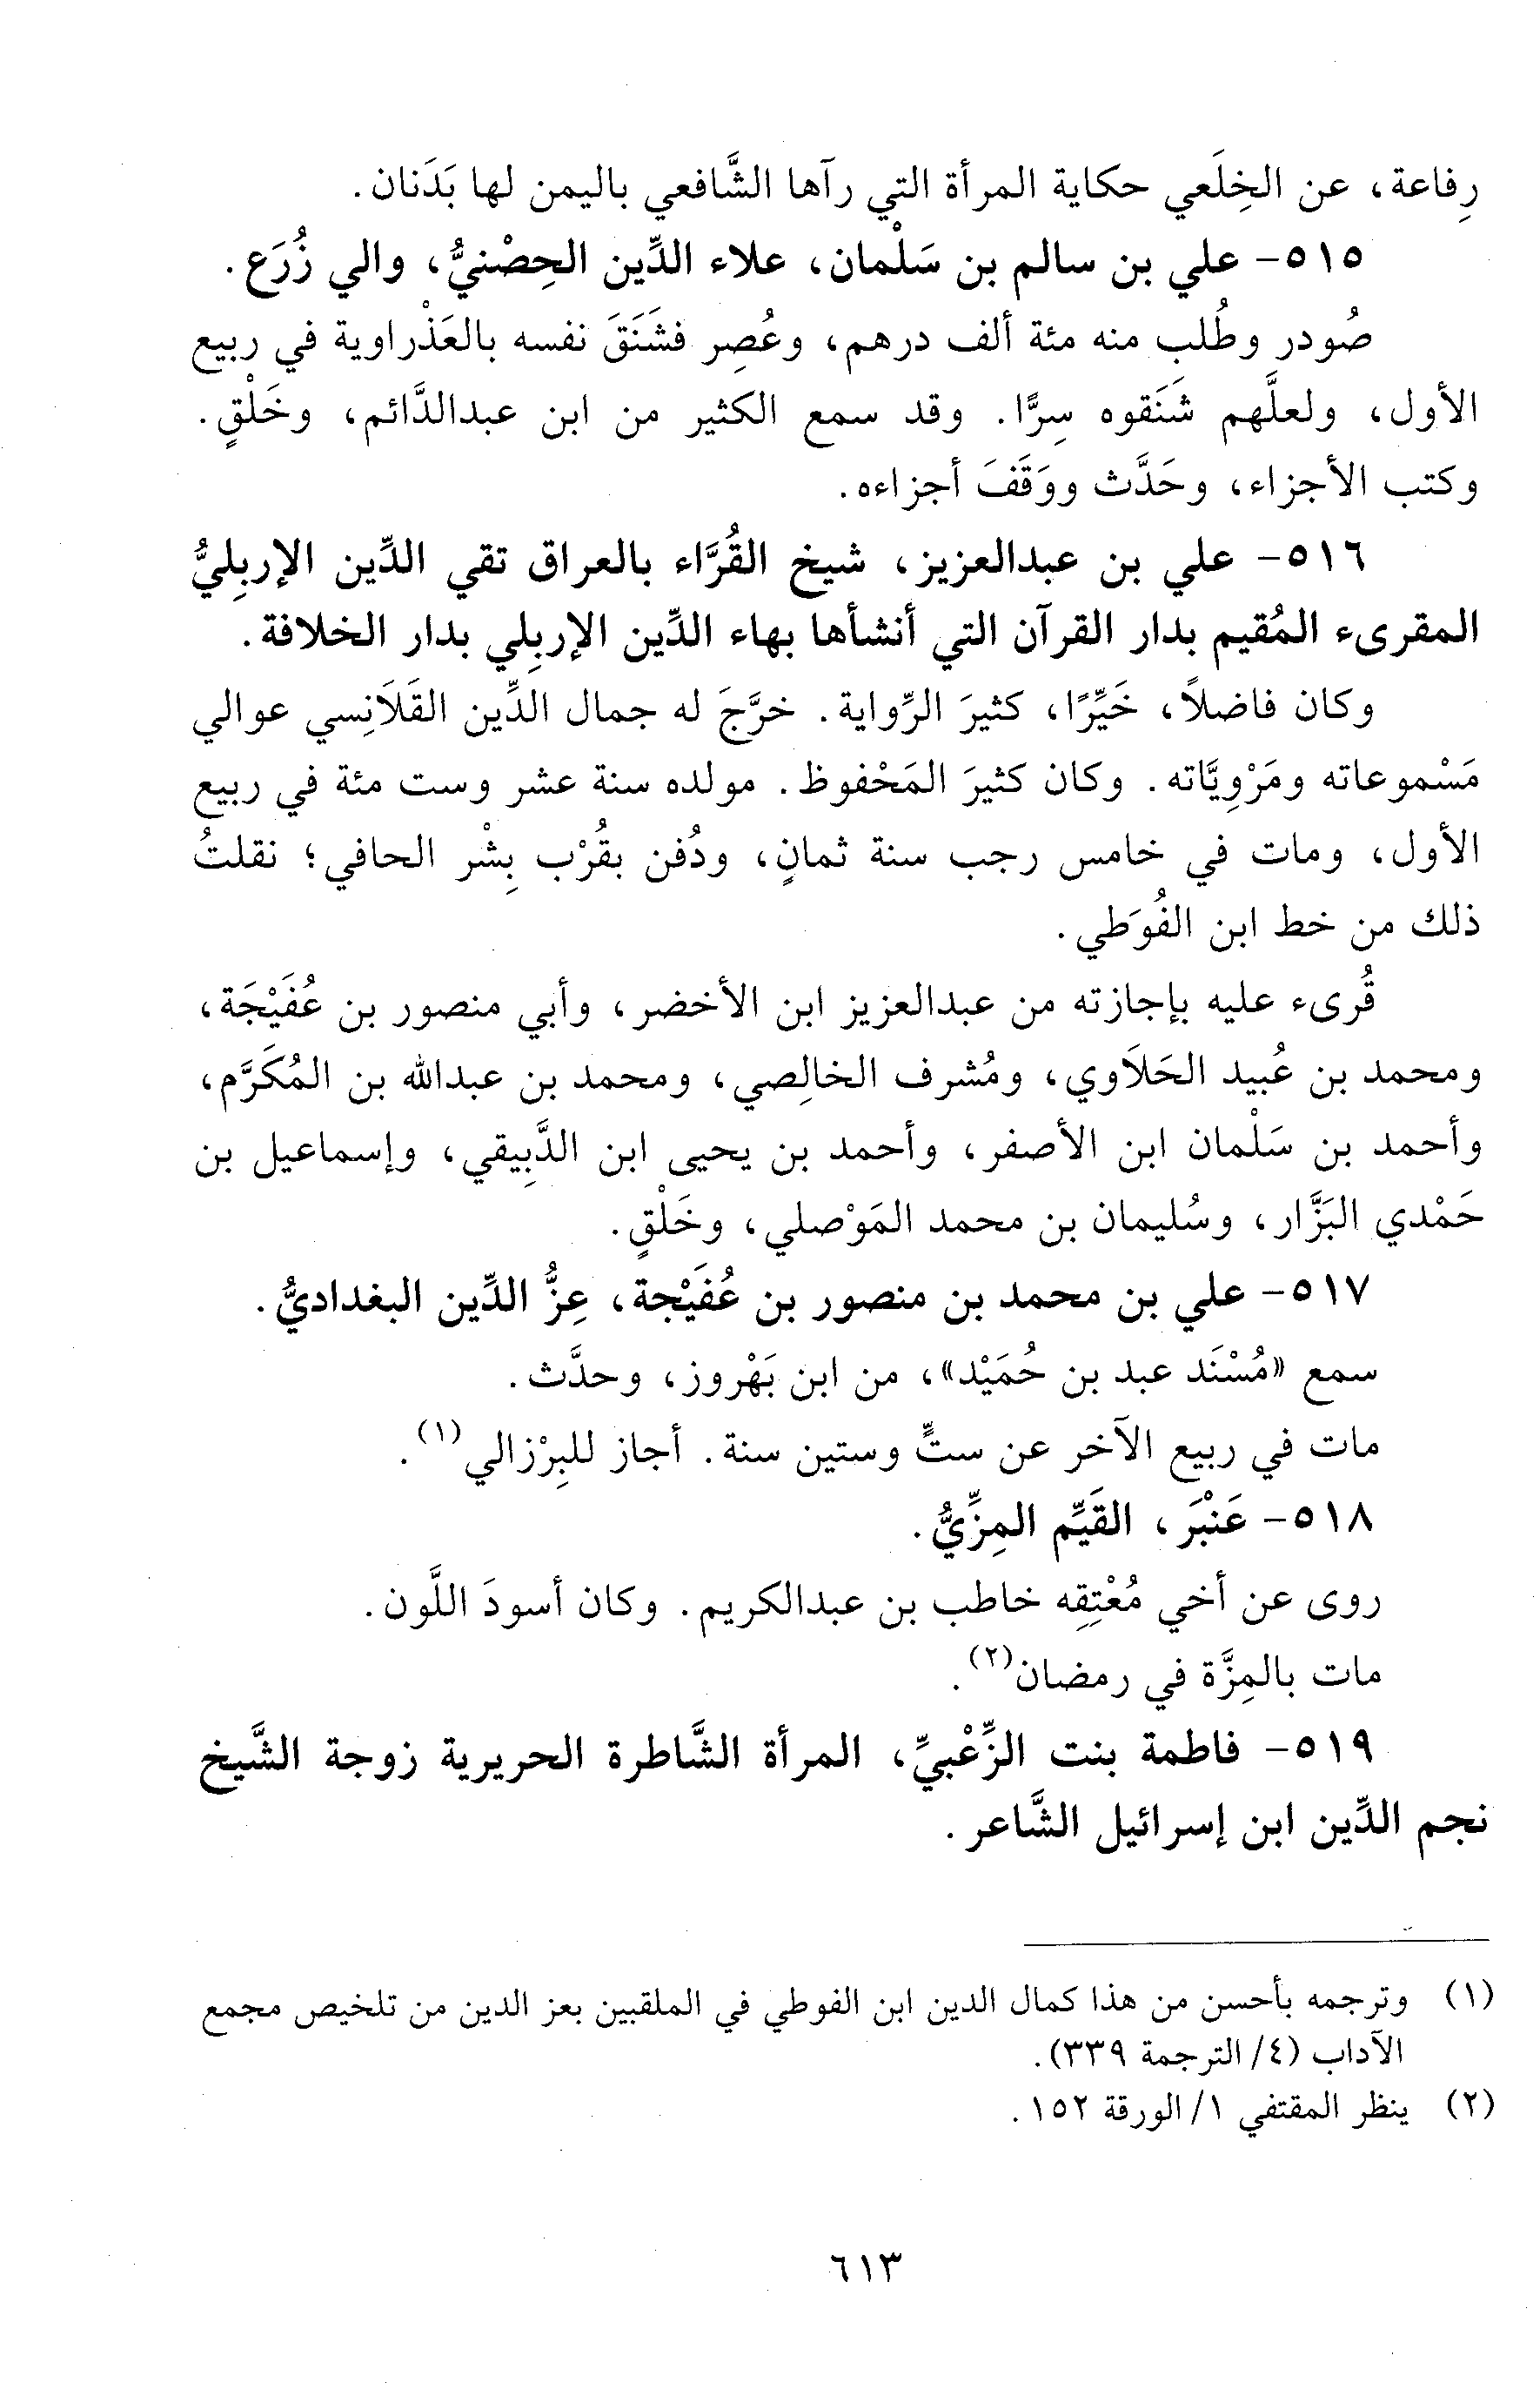 رِفاعة، عن الخِلَعي حكاية المرأة التي رآها الشَّافعي باليمن لها بَدَنان.
٥١٥- علي بن سالم بن سَلْمان، علاء الدِّين الحِصْنيُّ، والي زُرَع.
صُودر وطُلب منه مئة ألف درهم، وعُصِر فشَنَقَ نفسه بالعَذْراوية في ربيع
الأول، ولعلَّهم شَنَقوه سِرًّا. وقد سمع الكثير من ابن عبدالدَّائم، وخَلْقٍ.
وكتب الأجزاء، وحَدَّث ووَقَفَ أجزاءه.
٥١٦- علي بن عبدالعزيز، شيخ القُرَّاء بالعراق تقي الدِّين الإربِليُّ
المقرىء المُقيم بدار القرآن التي أنشأها بهاء الدِّين الإربِلي بدار الخلافة.
وكان فاضلاً، خَيِّرًا، كثيرَ الرِّواية. خرَّجَ له جمال الدِّين القَلاَنِسي عوالي
مَسْموعاته ومَرْوِيَّاته. وكان كثيرَ المَحْفوظ. مولده سنة عشر وست مئة في ربيع
الأول، ومات في خامس رجب سنة ثمانٍ، ودُفن بقُرْب بِشْر الحافي؛ نقلتُ
ذلك من خط ابن الفُوَطي.
قُرىء عليه بإجازته من عبدالعزيز ابن الأخضر، وأبي منصور بن عُفَيْجَة،
ومحمد بن عُبيد الحَلاَوي، ومُشرف الخالِصي، ومحمد بن عبدالله بن المُكَرَّم،
وأحمد بن سَلْمان ابن الأصفر، وأحمد بن يحيى ابن الدَّبِيقي، وإسماعيل بن
حَمْدي البَزَّار، وسُليمان بن محمد المَوْصلي، وخَلْقٍ.
٥١٧- علي بن محمد بن منصور بن عُفَيْجة، عِزُّ الدِّين البغداديُّ.
سمع «مُسْنَد عبد بن حُمَيْد»، من ابن بَهْروز، وحدَّث.
مات في ربيع الآخر عن ستٍّ وستين سنة. أجاز للبِرْزالي(١).
٥١٨- عَنْبَر، القَيِّم المِزِّيُّ.
روى عن أخي مُعْتِقِه خاطب بن عبدالكريم. وكان أسودَ اللَّون.
مات بالمِزَّة في رمضان(٢).
٥١٩- فاطمة بنت الزِّعْبيِّ، المرأة الشَّاطرة الحريرية زوجة الشَّيخ
نجم الدِّين ابن إسرائيل الشَّاعر.
(١) وترجمه بأحسن من هذا كمال الدين ابن الفوطي في الملقبين بعز الدين من تلخيص مجمع
الآداب (٤/ الترجمة ٣٣٩).
(٢) ينظر المقتفي ١/ الورقة ١٥٢.
٦١٣